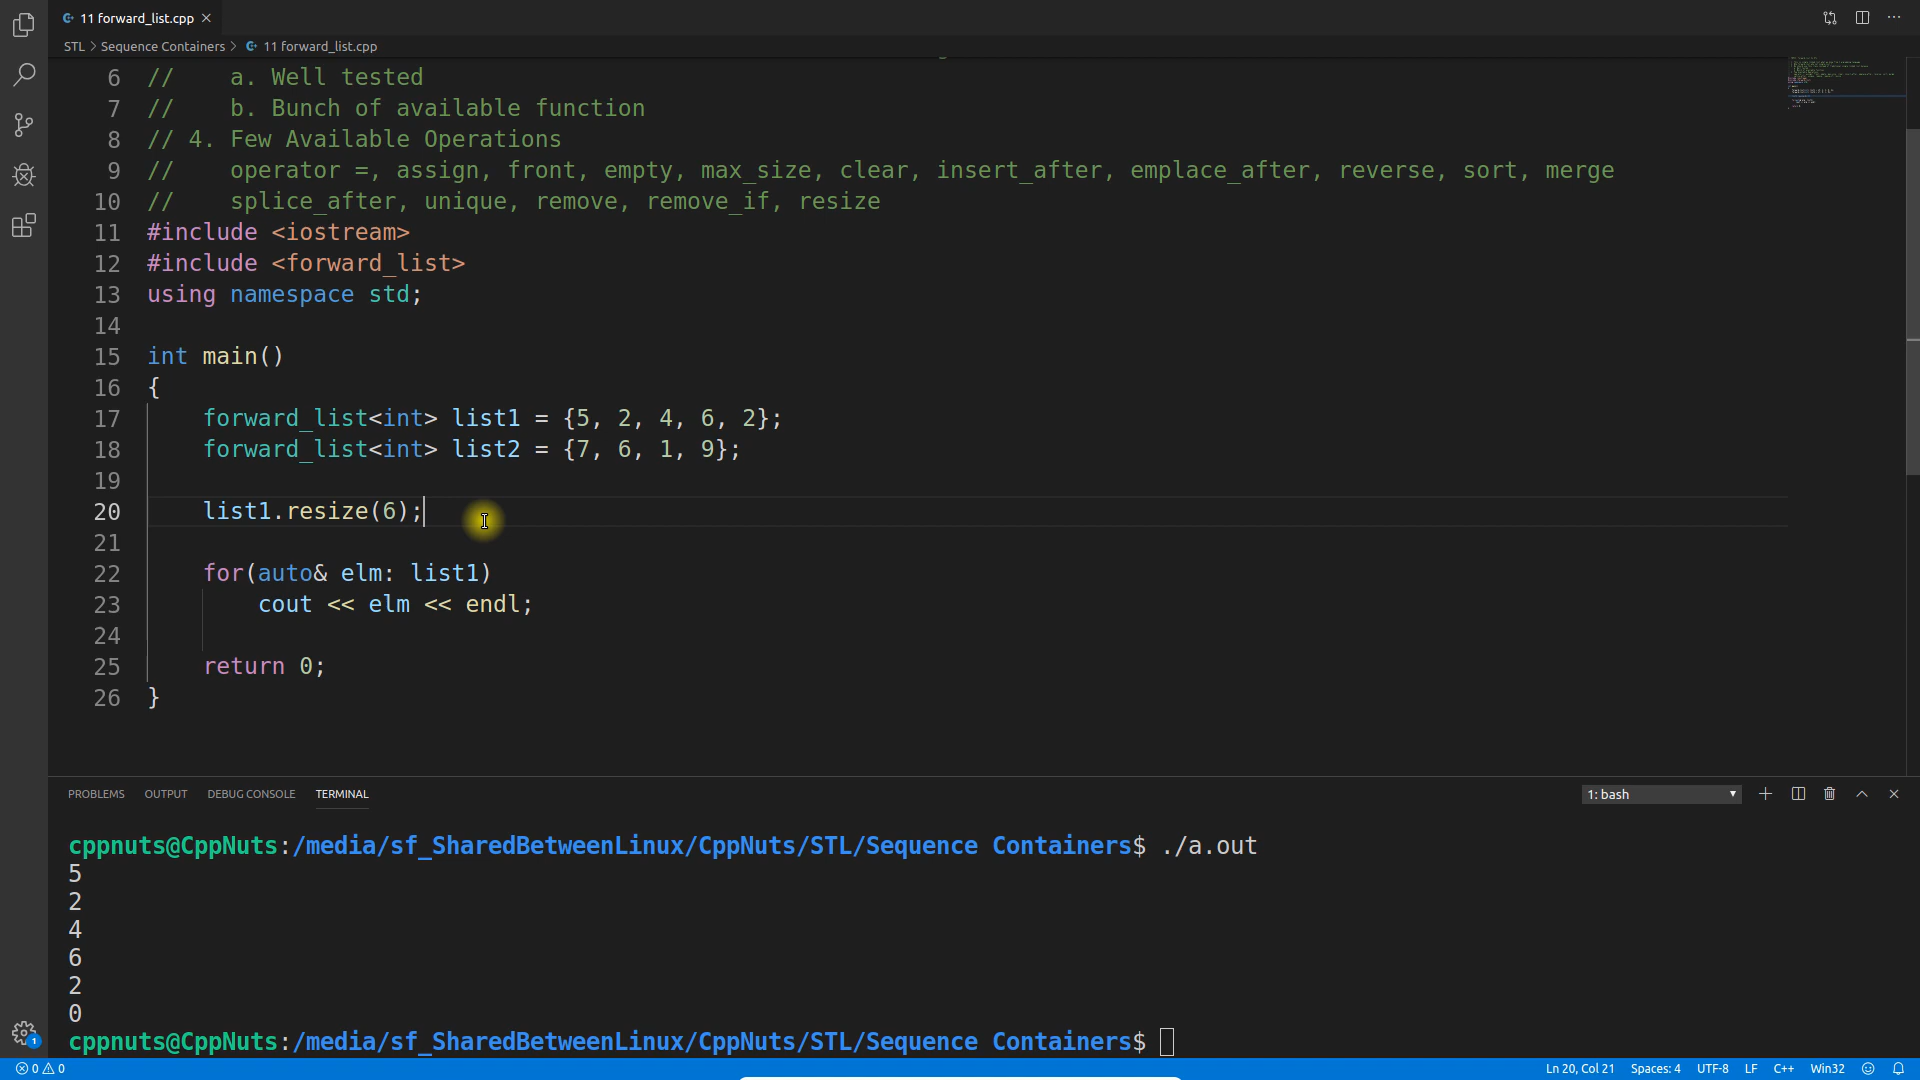 11 forward_list.cpp
STL > Sequence Containers > 11 forward_list.cpp
6 //    a. Well tested
7 //    b. Bunch of available function
8 // 4. Few Available Operations
9 //    operator =, assign, front, empty, max_size, clear, insert_after, emplace_after, reverse, sort, merge
10 //    splice_after, unique, remove, remove_if, resize
11 #include <iostream>
12 #include <forward_list>
13 using namespace std;
14
15 int main()
16 {
17     forward_list<int> list1 = {5, 2, 4, 6, 2};
18     forward_list<int> list2 = {7, 6, 1, 9};
19
20     list1.resize(6);
21
22     for(auto& elm: list1)
23         cout << elm << endl;
24
25     return 0;
26 }
PROBLEMS OUTPUT DEBUG CONSOLE TERMINAL 1: bash
cppnuts@CppNuts:/media/sf_SharedBetweenLinux/CppNuts/STL/Sequence Containers$ ./a.out
5
2
4
6
2
0
cppnuts@CppNuts:/media/sf_SharedBetweenLinux/CppNuts/STL/Sequence Containers$
1
0 0 Ln 20, Col 21 Spaces: 4 UTF-8 LF C++ Win32